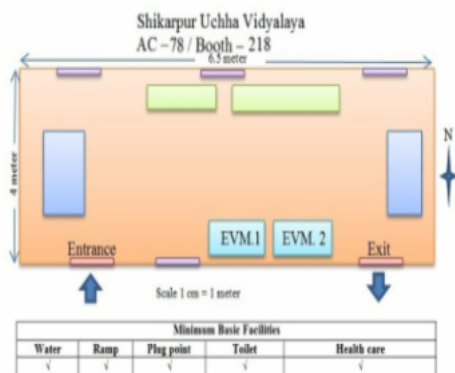 Shikarpur Uchha Vidyalaya
AC –78 / Booth – 218
6.5 meter
4 meter
N
EVM.1 EVM. 2
Entrance Exit
Scale 1 cm = 1 meter
Minimum Basic Facilities
Water Ramp Plug point Toilet Health care
√ √ √ √ √